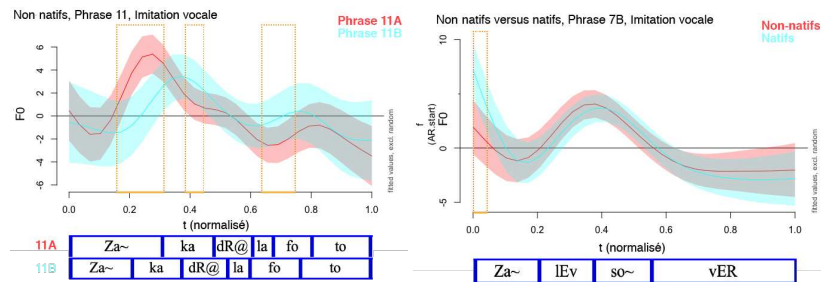 Non natifs, Phrase 11, Imitation vocale
Phrase 11A
Phrase 11B
F0
6
4
2
0
-2
-4
-6
0.0 0.2 0.4 0.6 0.8 1.0
t (normalisé)
fitted values, excl. random
11A Za~ ka dR@ la fo to
11B Za~ ka dR@ la fo to
Non natifs versus natifs, Phrase 7B, Imitation vocale
Non-natifs
Natifs
f
(AR.start) F0
10
5
0
-5
0.0 0.2 0.4 0.6 0.8 1.0
t (normalisé)
fitted values, excl. random
Za~ lEv so~ vER